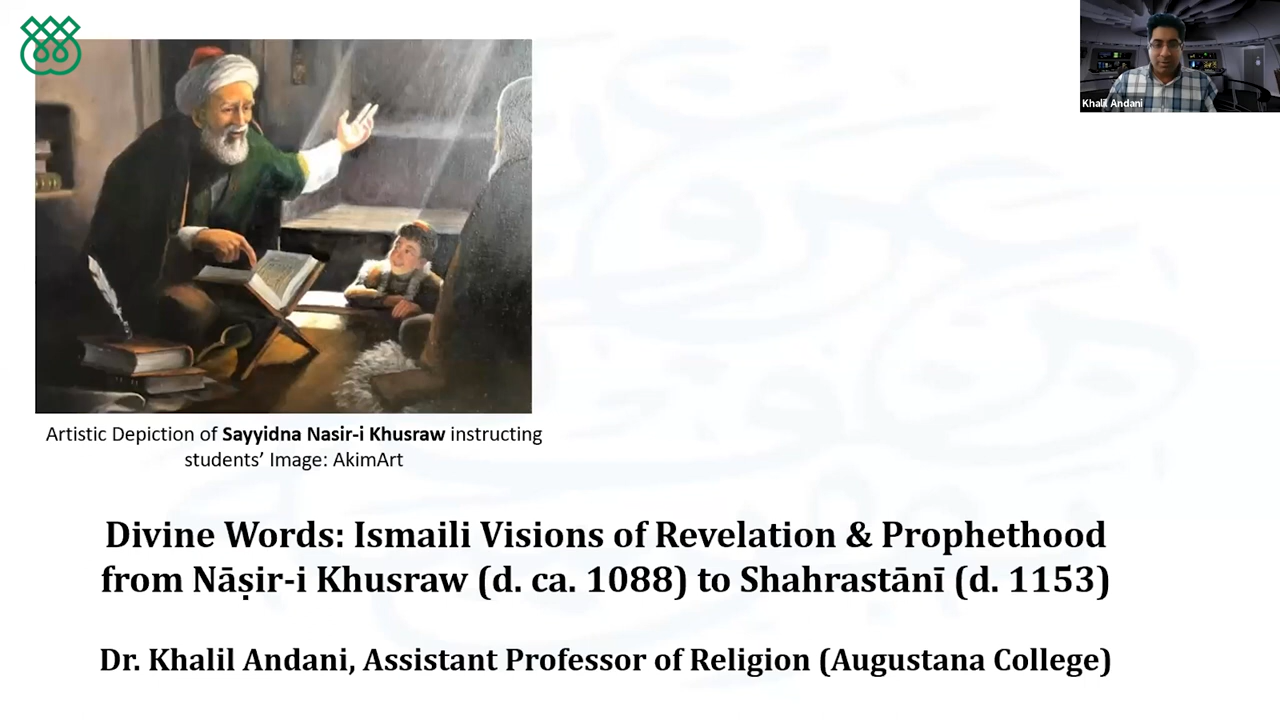 Khalil Andani
Artistic Depiction of Sayyidna Nasir-i Khusraw instructing
students’ Image: AkimArt
Divine Words: Ismaili Visions of Revelation & Prophethood
from Nāṣir-i Khusraw (d. ca. 1088) to Shahrastānī (d. 1153)
Dr. Khalil Andani, Assistant Professor of Religion (Augustana College)